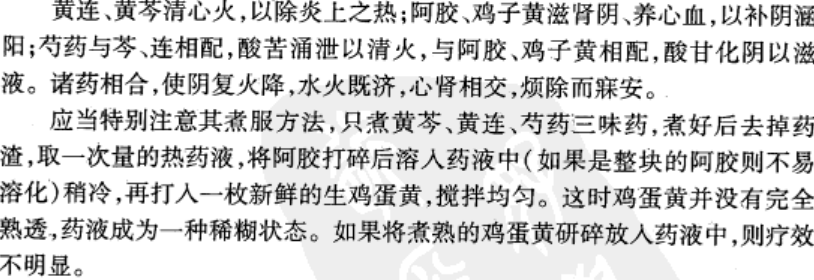 黄连、黄芩清心火,以除炎上之热;阿胶、鸡子黄滋肾阴、养心血,以补阴涵
阳;芍药与芩、连相配,酸苦涌泄以清火,与阿胶、鸡子黄相配,酸甘化阴以滋
液。诸药相合,使阴复火降,水火既济,心肾相交,烦除而寐安。
应当特别注意其煮服方法,只煮黄芩、黄连、芍药三味药,煮好后去掉药
渣,取一次量的热药液,将阿胶打碎后溶入药液中(如果是整块的阿胶则不易
溶化)稍冷,再打入一枚新鲜的生鸡蛋黄,搅拌均匀。这时鸡蛋黄并没有完全
熟透,药液成为一种稀糊状态。如果将煮熟的鸡蛋黄研碎放入药液中,则疗效
不明显。